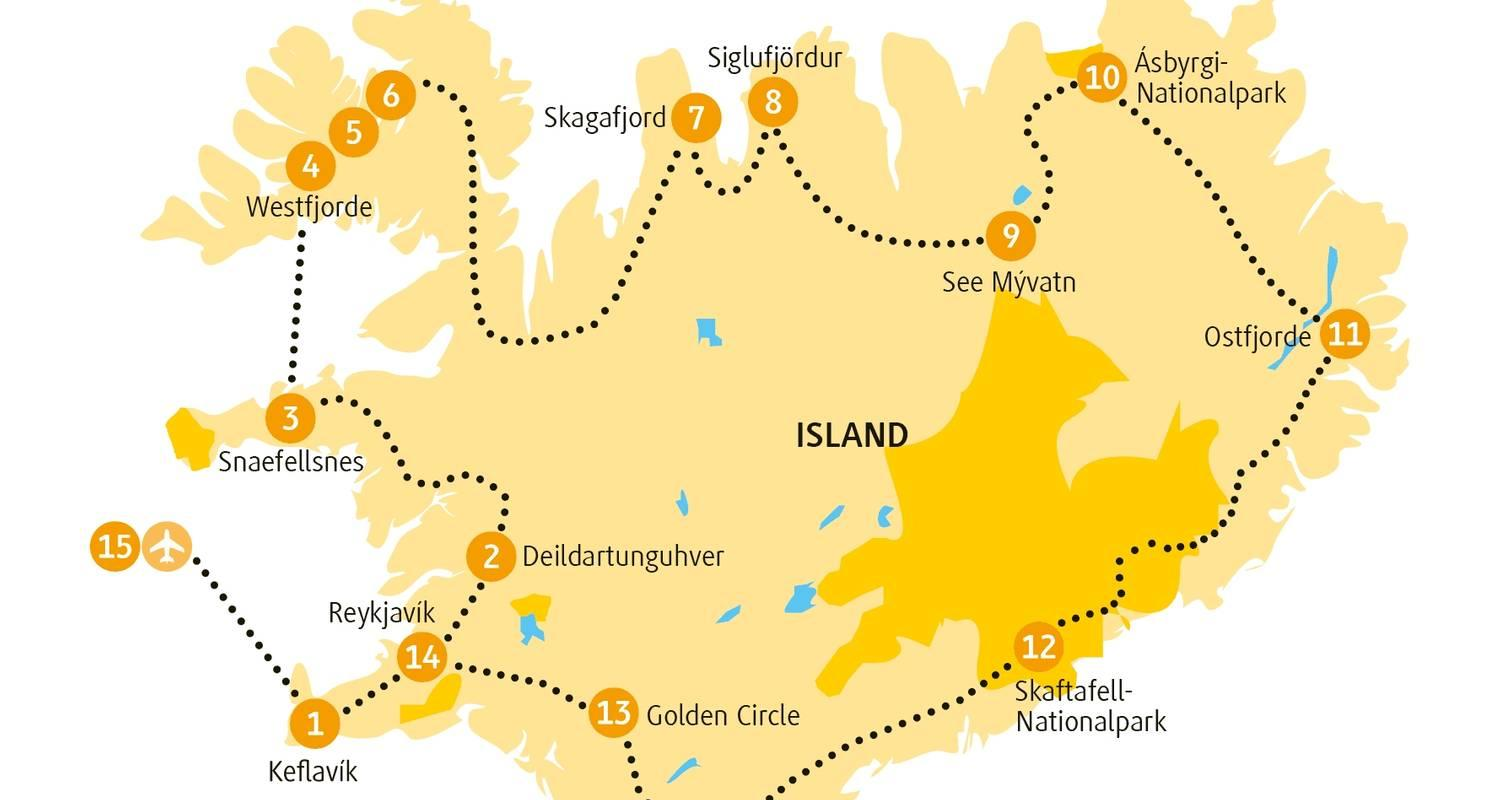 Siglufjördur
8
10
Ásbyrgi-
Nationalpark
6
Skagafjord
7
5
4
Westfjorde
9
See Mývatn
Ostfjorde
11
3
ISLAND
Snaefellsnes
15
2
Deildartunguhver
Reykjavík
14
12
Skaftafell-
Nationalpark
13
Golden Circle
1
Keflavík